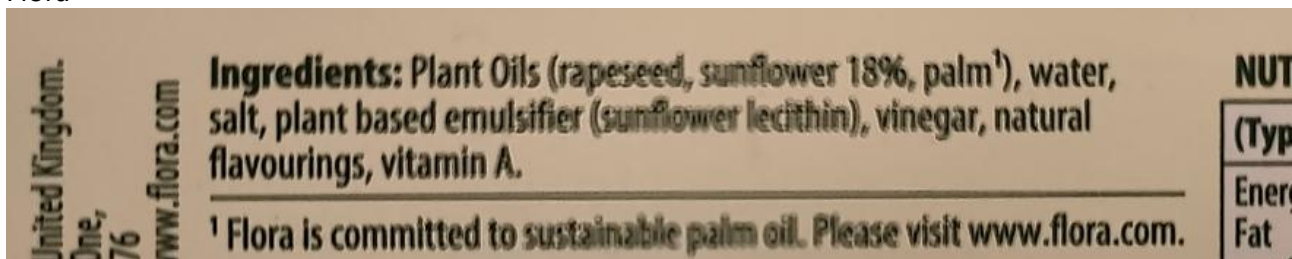 United Kingdom.
One,
76
www.flora.com
Ingredients: Plant Oils (rapeseed, sunflower 18%, palm¹), water,
salt, plant based emulsifier (sunflower lecithin), vinegar, natural
flavourings, vitamin A.
¹ Flora is committed to sustainable palm oil. Please visit www.flora.com.
NUT
(Typ
Energ
Fat